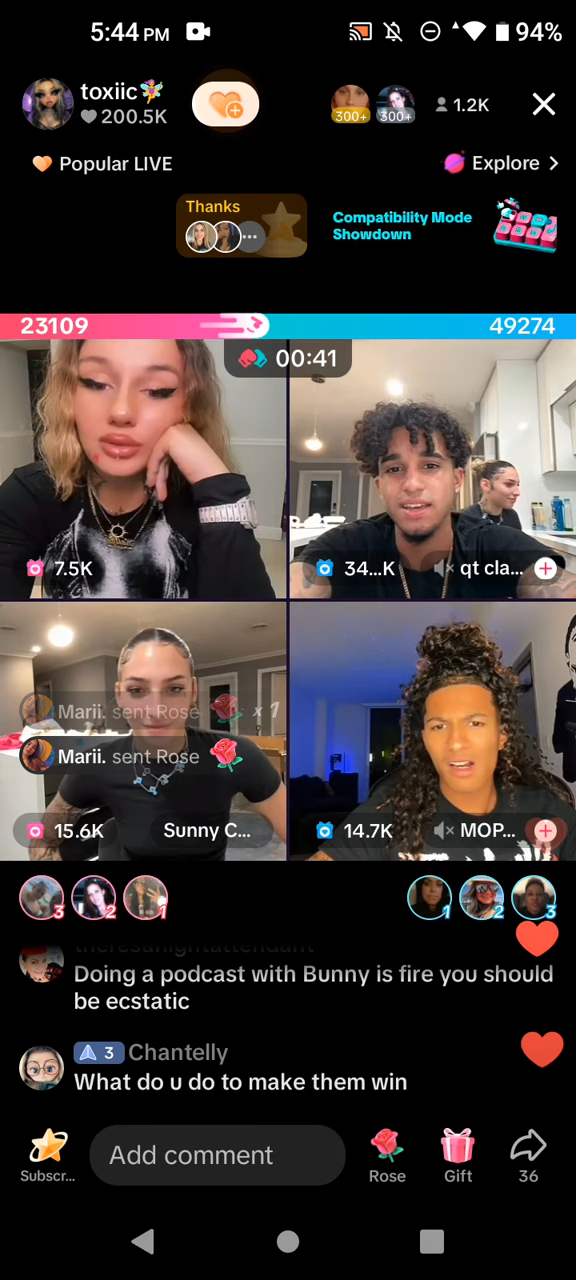 5:44 PM
94%
toxiic🧚
200.5K
300+
300+
1.2K
Popular LIVE
Explore >
Thanks
Compatibility Mode
Showdown
23109
49274
00:41
7.5K
34...K
qt cla...
Marii. sent Rose x 1
Marii. sent Rose
15.6K
Sunny C...
14.7K
MOP...
3
2
1
1
2
3
theresanightattendant
Doing a podcast with Bunny is fire you should
be ecstatic
3 Chantelly
What do u do to make them win
Subscr...
Add comment
Rose
Gift
36